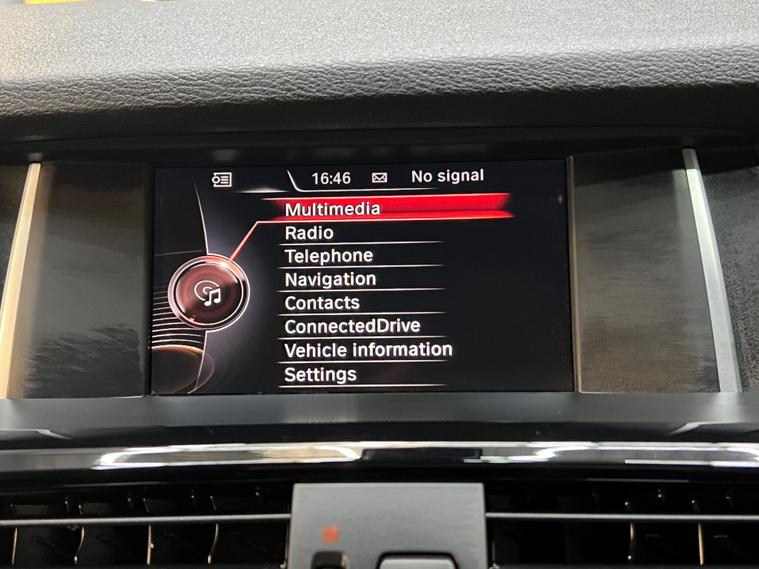 16:46 No signal
Multimedia
Radio
Telephone
Navigation
Contacts
ConnectedDrive
Vehicle information
Settings